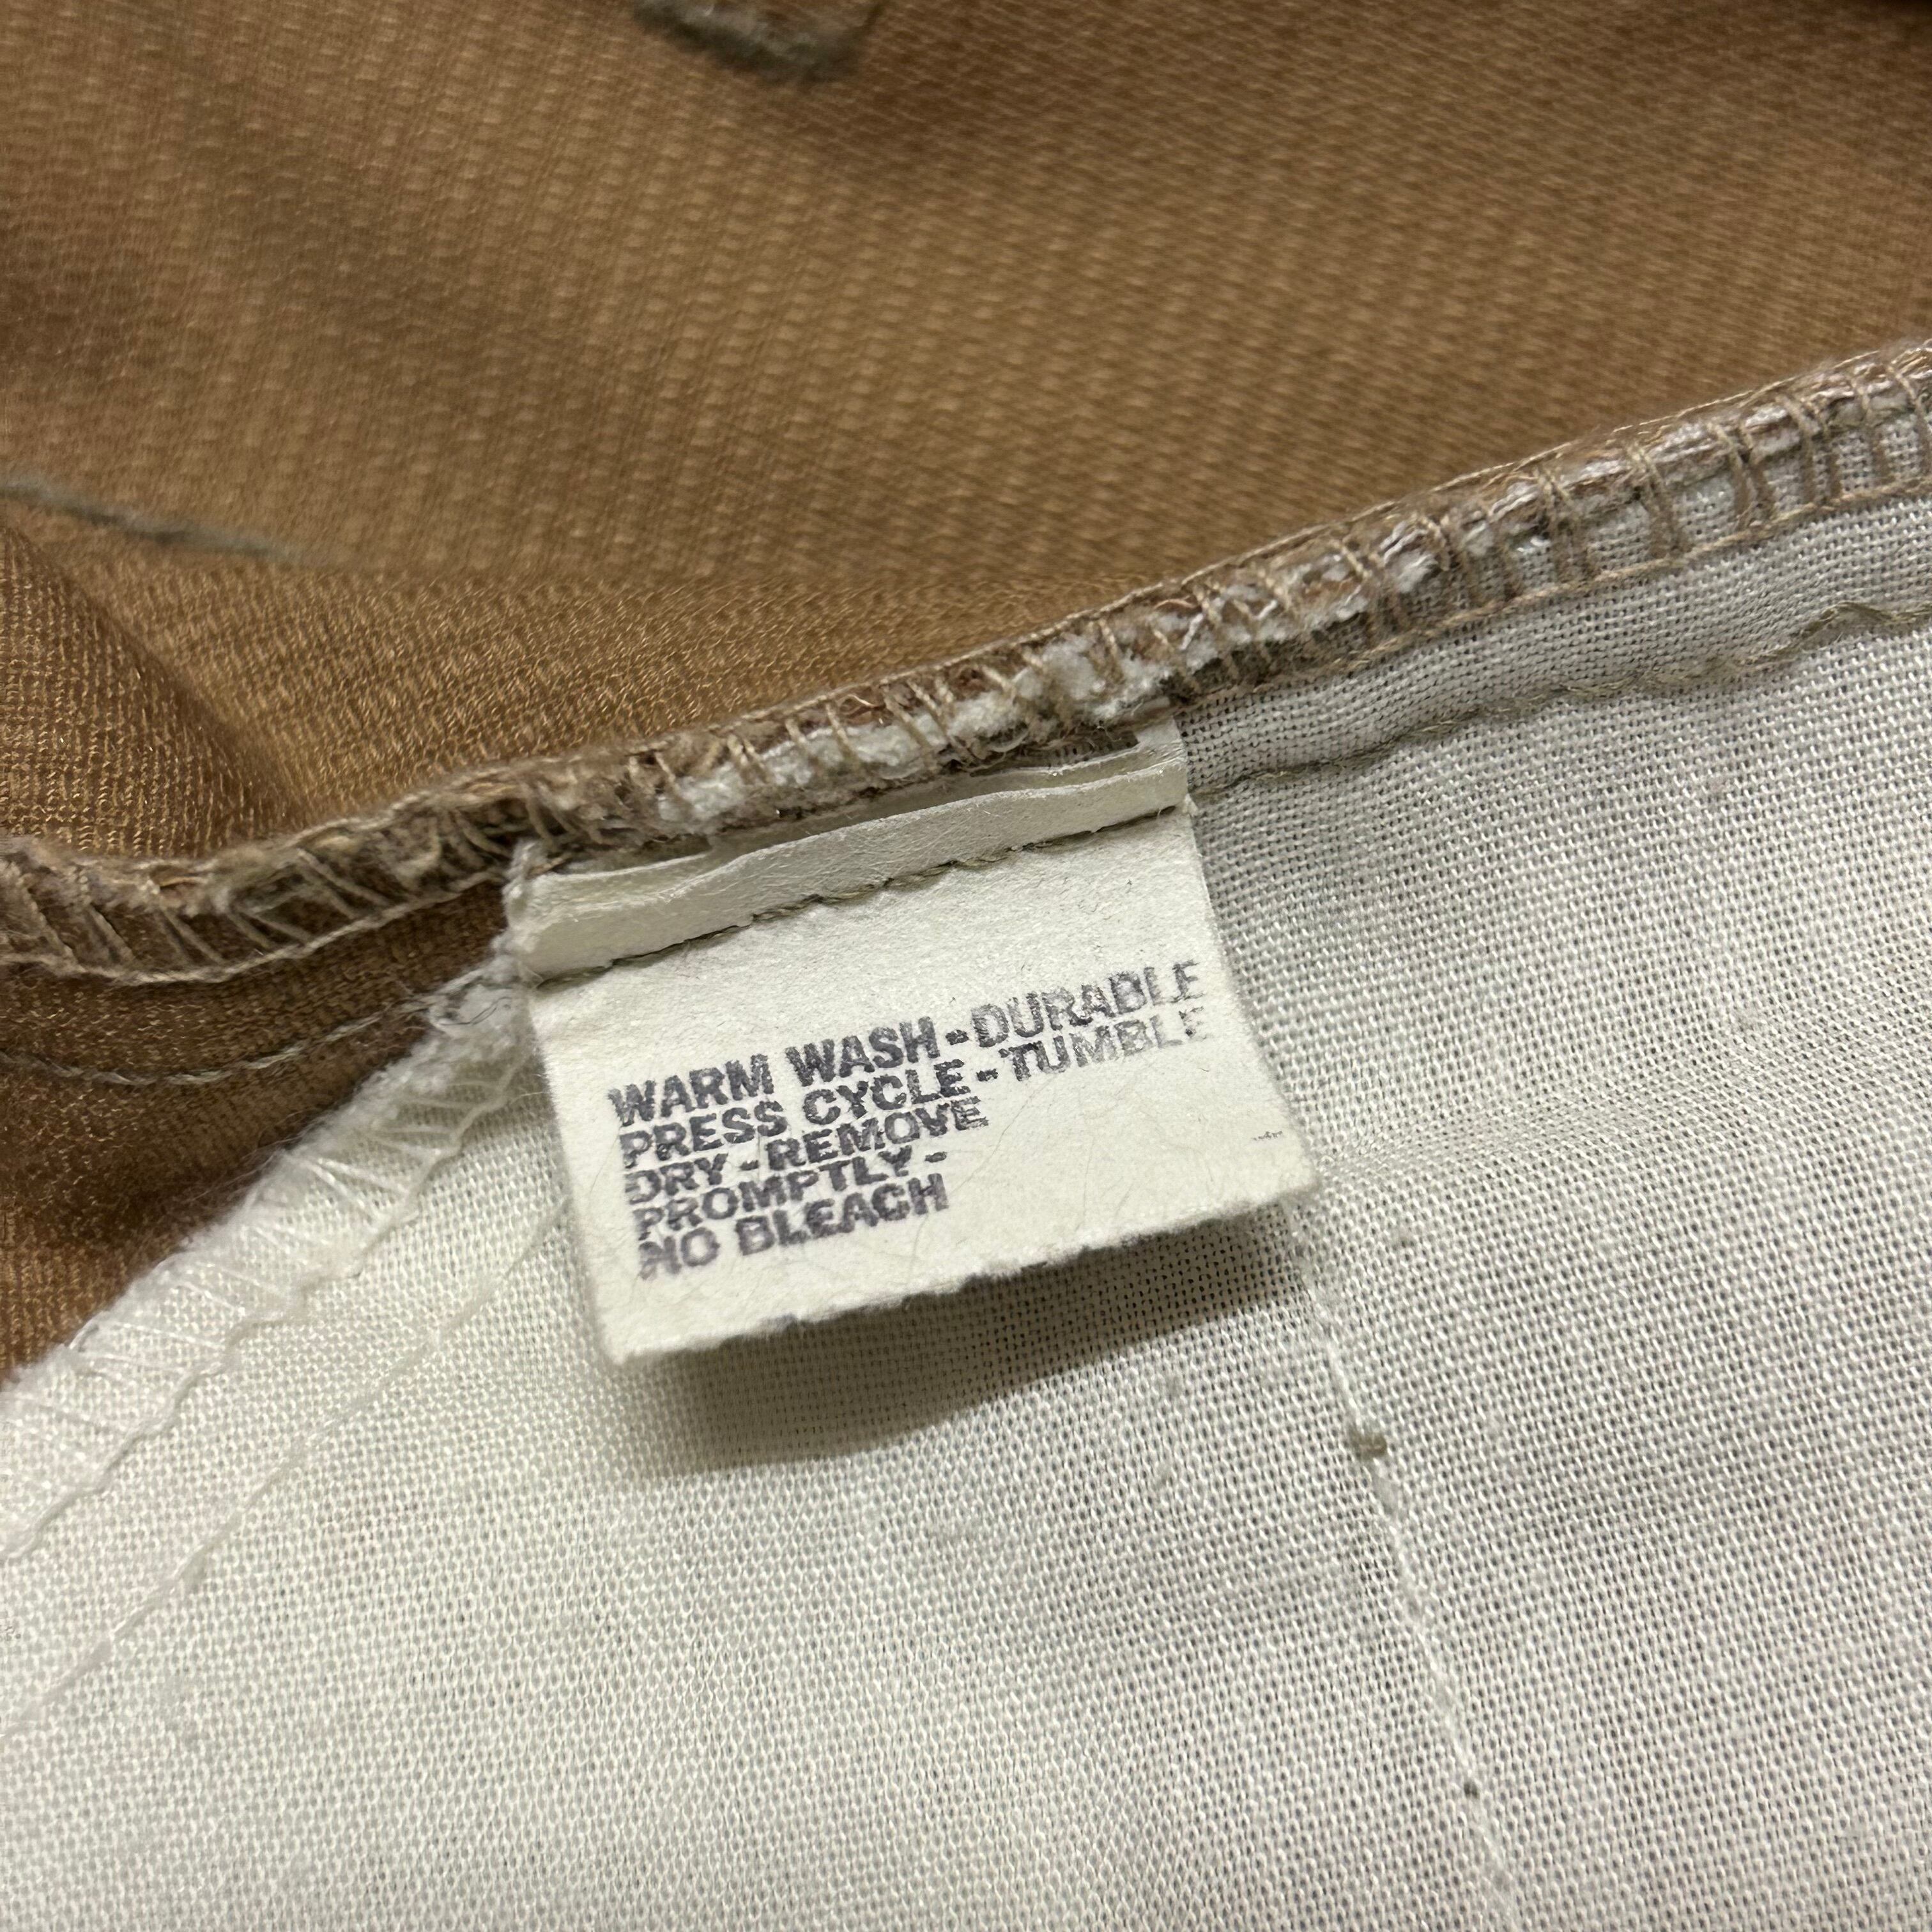 WARM WASH-DURABLE
PRESS CYCLE-TUMBLE
DRY-REMOVE
PROMPTLY-
NO BLEACH